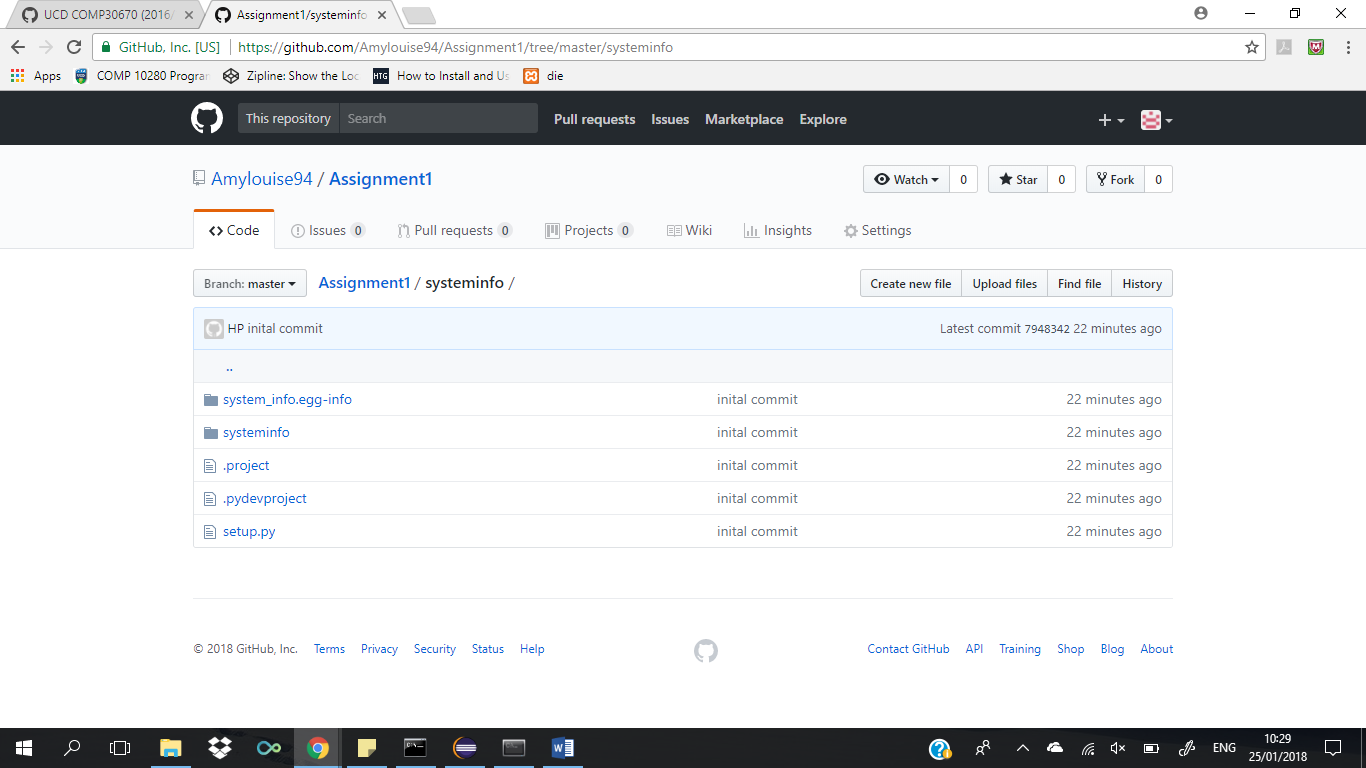 UCD COMP30670 (2016/
Assignment1/systeminfo
GitHub, Inc. [US] https://github.com/Amylouise94/Assignment1/tree/master/systeminfo
Apps COMP 10280 Program Zipline: Show the Loc HTG How to Install and Us die
This repository Search Pull requests Issues Marketplace Explore
Amylouise94 / Assignment1 Watch 0 Star 0 Fork 0
Code Issues 0 Pull requests 0 Projects 0 Wiki Insights Settings
Branch: master Assignment1 / systeminfo / Create new file Upload files Find file History
HP inital commit Latest commit 7948342 22 minutes ago
..
system_info.egg-info inital commit 22 minutes ago
systeminfo inital commit 22 minutes ago
.project inital commit 22 minutes ago
.pydevproject inital commit 22 minutes ago
setup.py inital commit 22 minutes ago
© 2018 GitHub, Inc. Terms Privacy Security Status Help Contact GitHub API Training Shop Blog About
ENG 10:29
25/01/2018